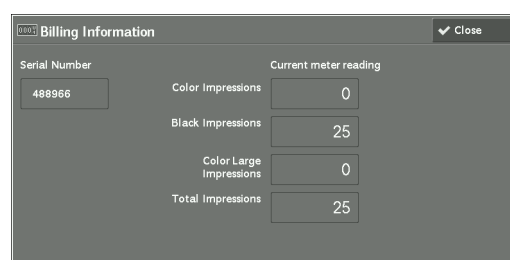 Billing Information
Close
Serial Number
Current meter reading
488966
Color Impressions
0
Black Impressions
25
Color Large
Impressions
0
Total Impressions
25